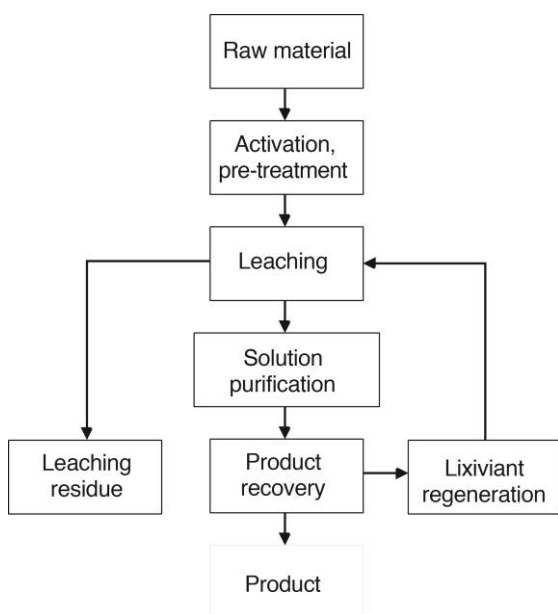 Raw material
Activation,
pre-treatment
Leaching
Solution
purification
Leaching
residue
Product
recovery
Lixiviant
regeneration
Product